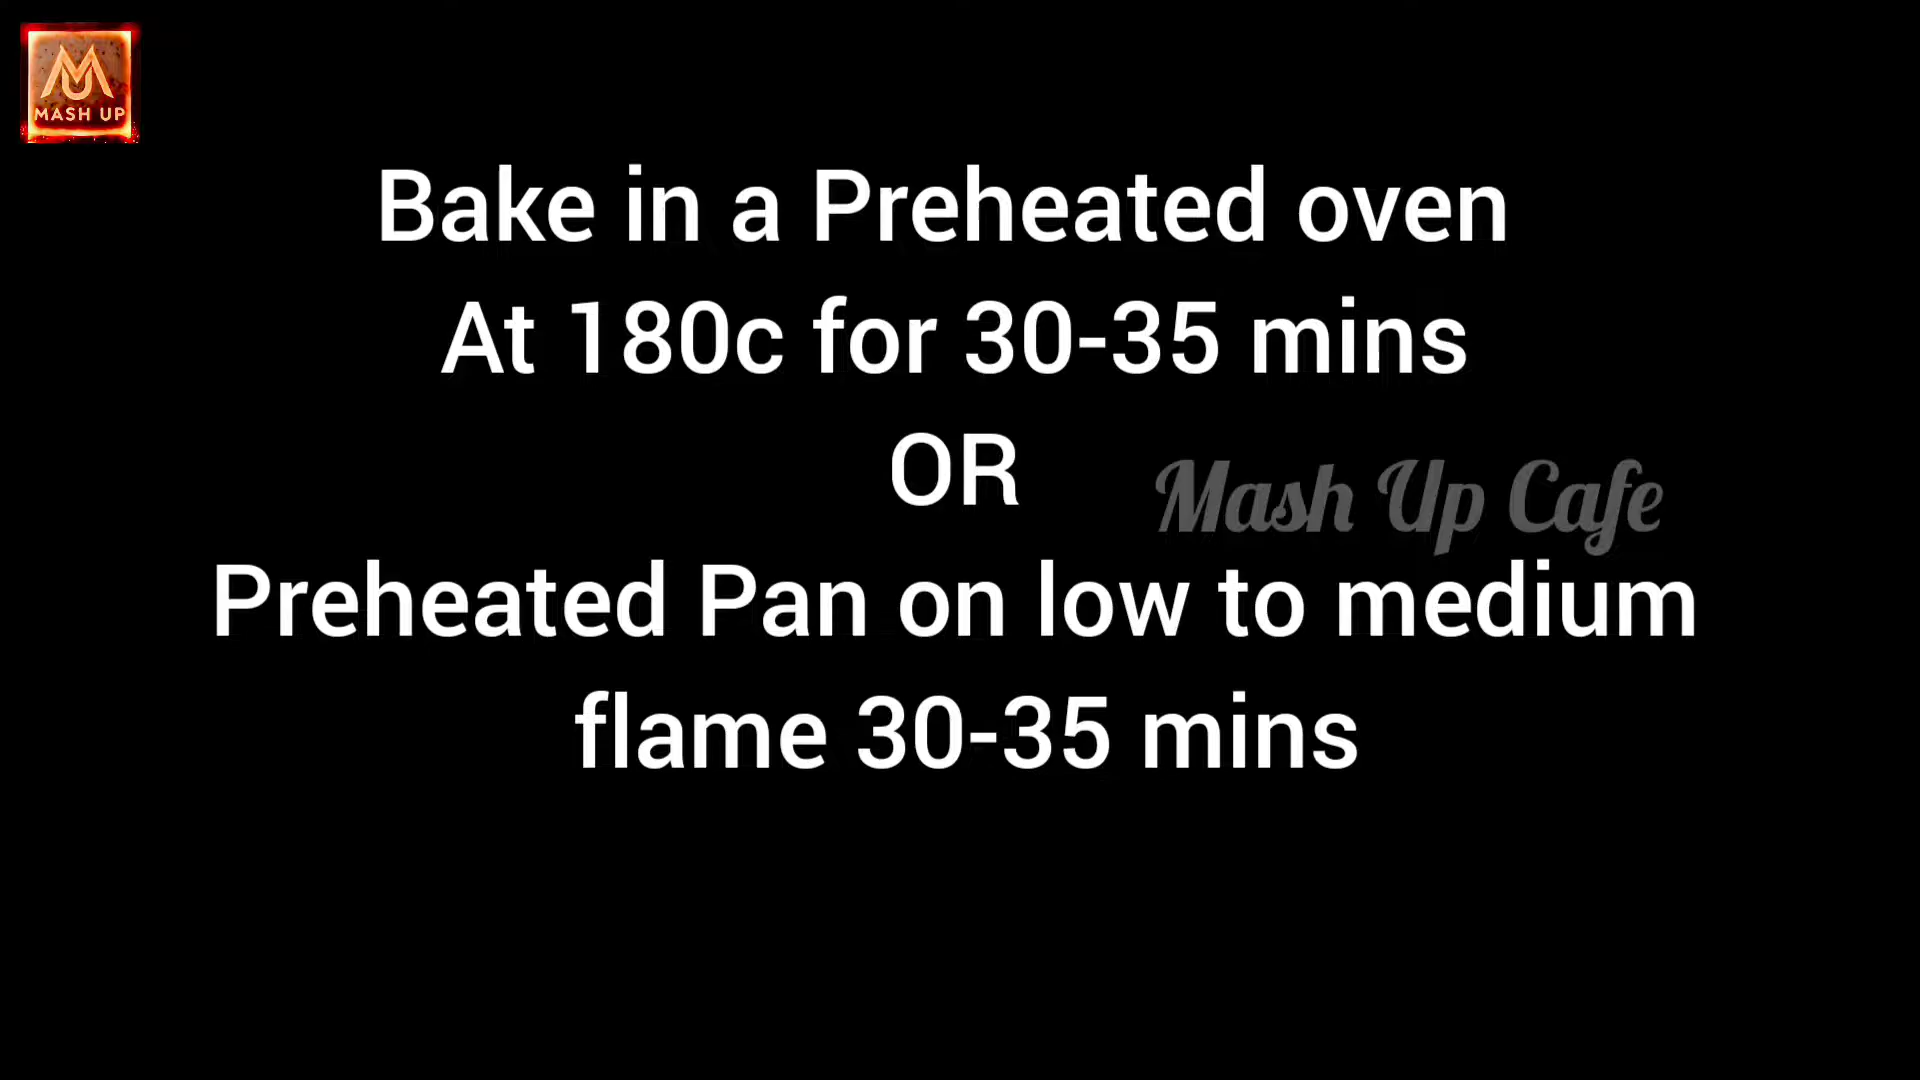 MU
MASH UP
Bake in a Preheated oven
At 180c for 30-35 mins
OR
Mash Up Cafe
Preheated Pan on low to medium
flame 30-35 mins